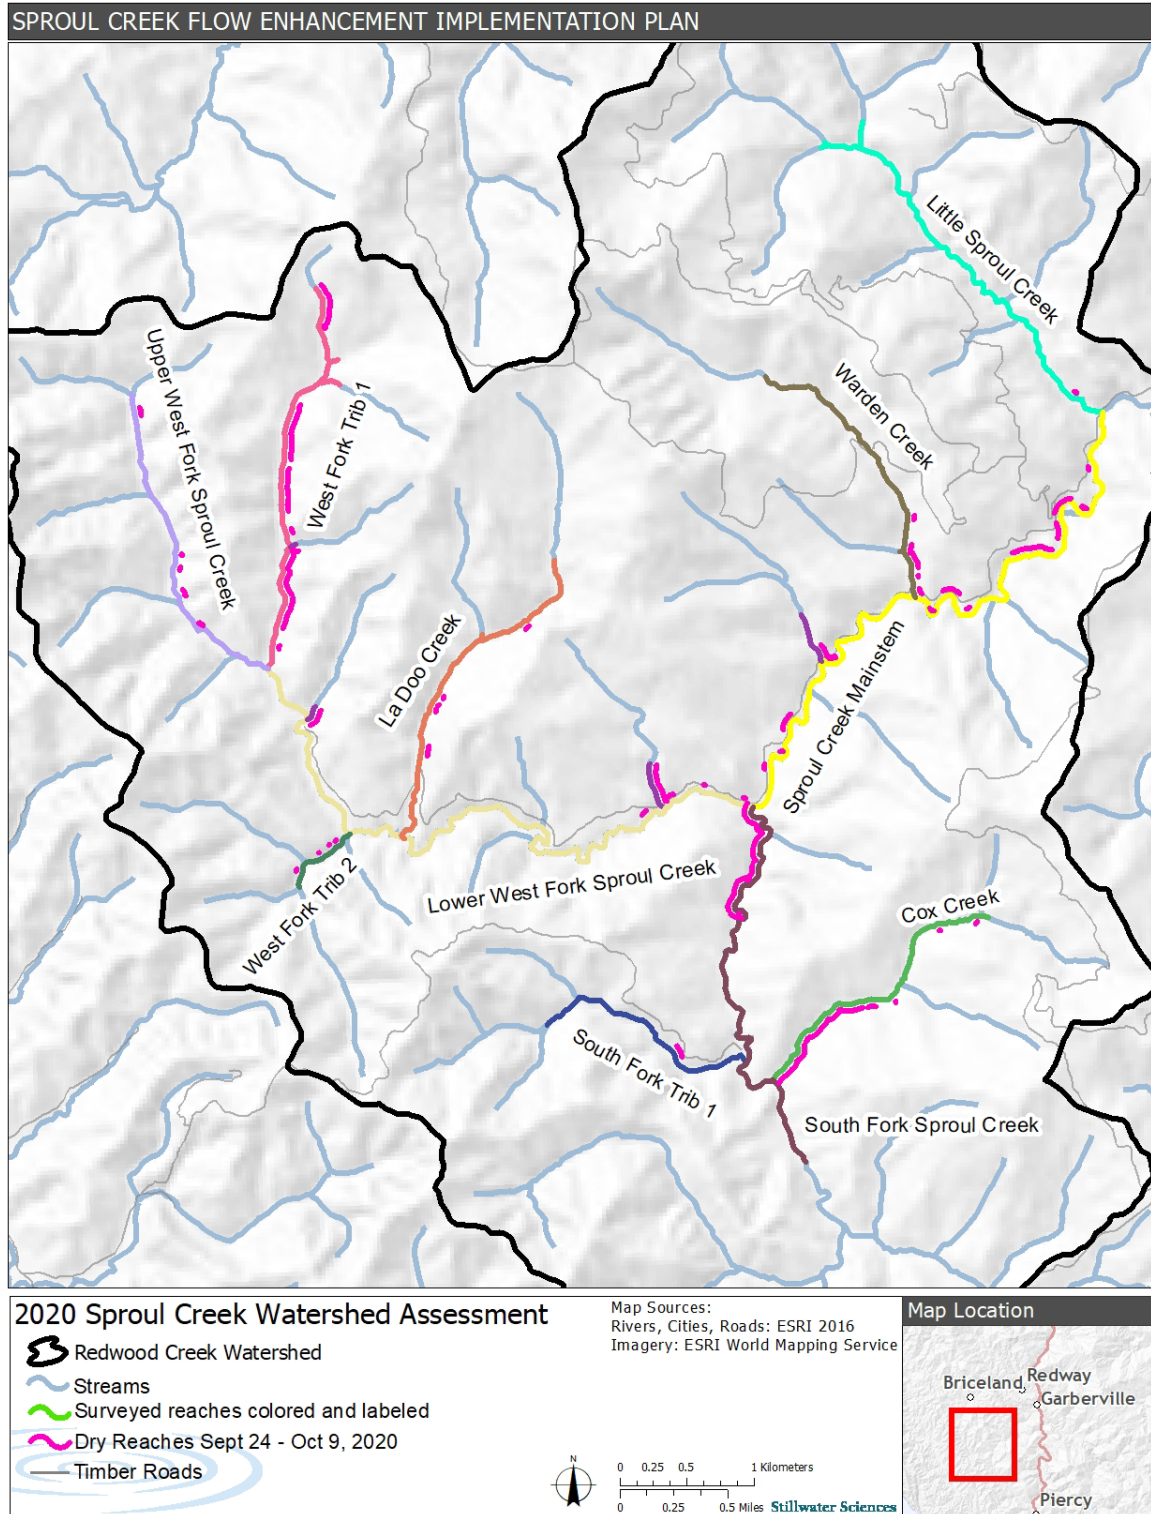 SPROUL CREEK FLOW ENHANCEMENT IMPLEMENTATION PLAN
Little Sproul Creek
Upper West Fork Sproul Creek
West Fork Trib 1
Warden Creek
La Doo Creek
Sproul Creek Mainstem
Lower West Fork Sproul Creek
West Fork Trib 2
Cox Creek
South Fork Trib 1
South Fork Sproul Creek
2020 Sproul Creek Watershed Assessment
Redwood Creek Watershed
Streams
Surveyed reaches colored and labeled
Dry Reaches Sept 24 - Oct 9, 2020
Timber Roads
Map Sources:
Rivers, Cities, Roads: ESRI 2016
Imagery: ESRI World Mapping Service
N
0 0.25 0.5 1 Kilometers
0 0.25 0.5 Miles
Stillwater Sciences
Map Location
Redway
Briceland
Garberville
Piercy